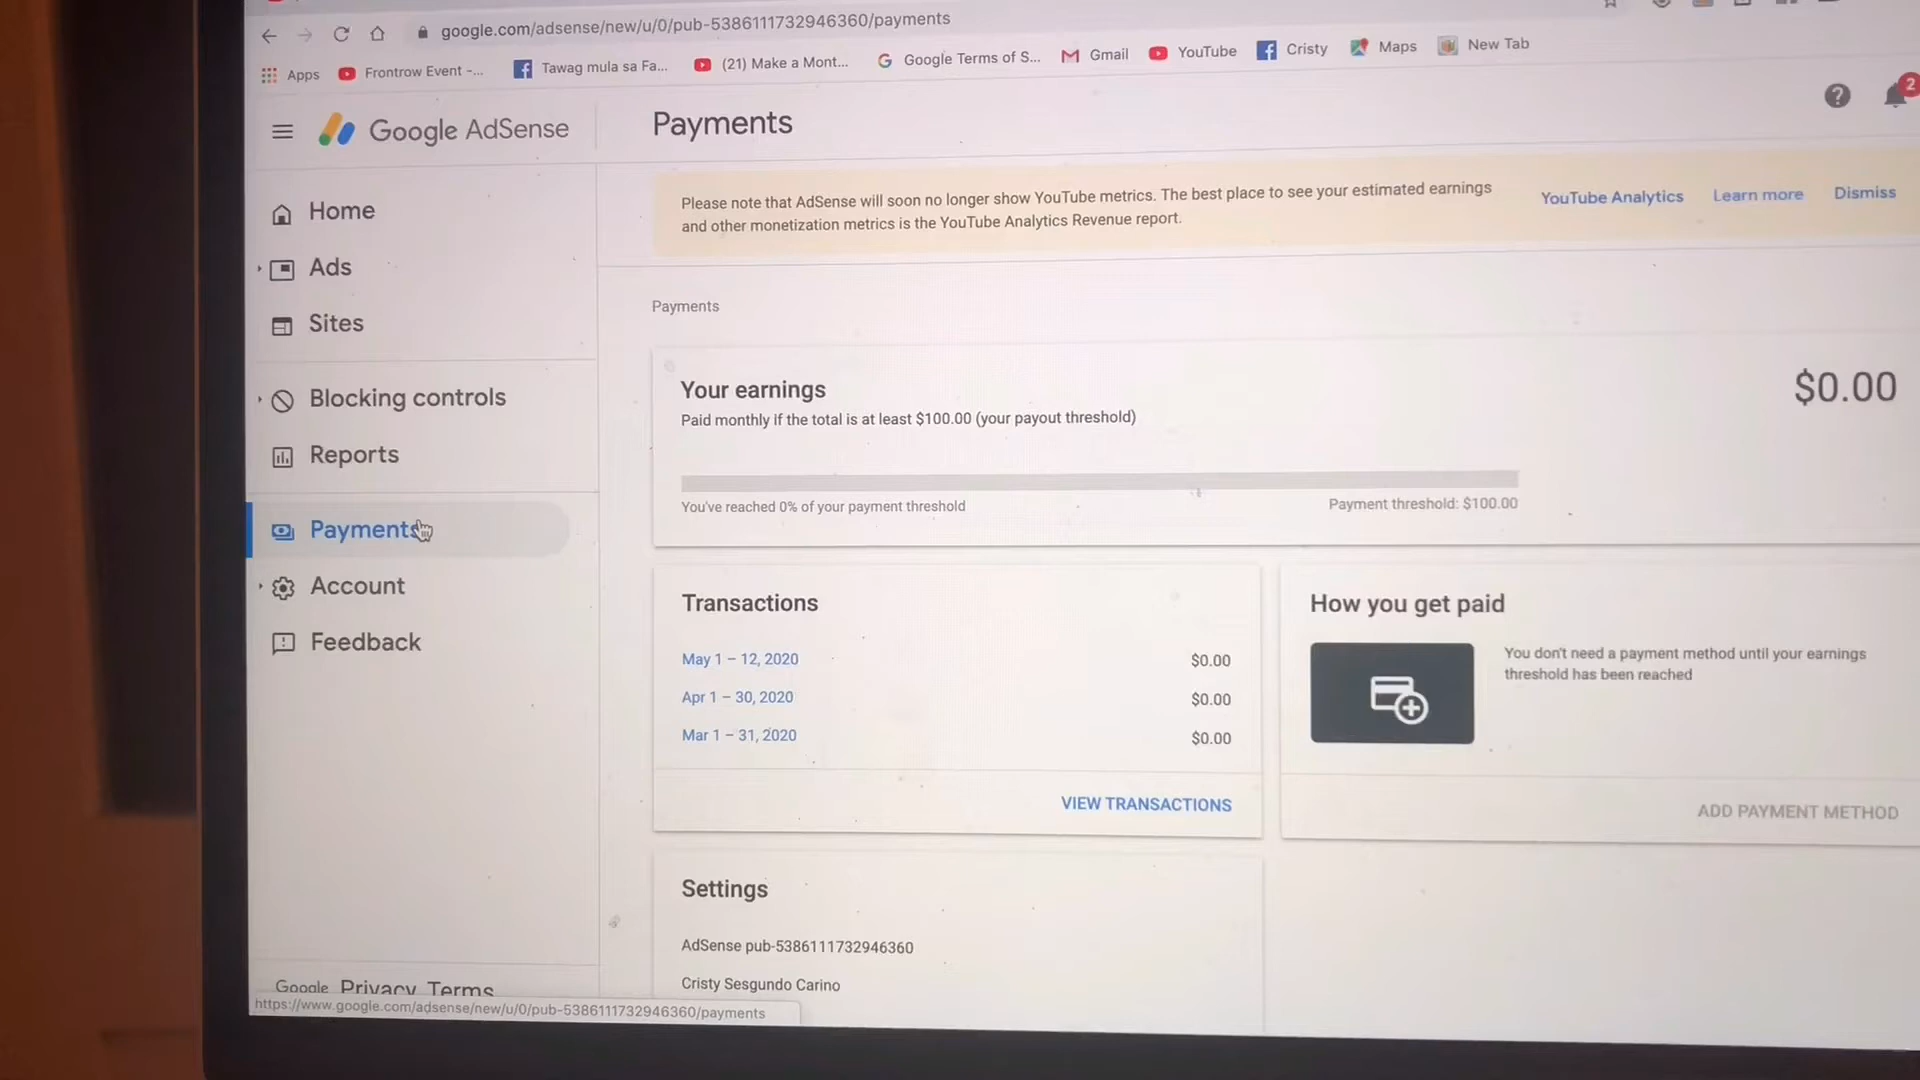 google.com/adsense/new/u/0/pub-5386111732946360/payments
Apps
Frontrow Event -...
Tawag mula sa Fa...
(21) Make a Mont...
Google Terms of S...
Gmail
YouTube
Cristy
Maps
New Tab
Google AdSense
Payments
2
Home
Ads
Sites
Blocking controls
Reports
Payments
Account
Feedback
Please note that AdSense will soon no longer show YouTube metrics. The best place to see your estimated earnings
and other monetization metrics is the YouTube Analytics Revenue report.
YouTube Analytics
Learn more
Dismiss
Payments
Your earnings
$0.00
Paid monthly if the total is at least $100.00 (your payout threshold)
You've reached 0% of your payment threshold
Payment threshold: $100.00
Transactions
May 1 – 12, 2020 $0.00
Apr 1 – 30, 2020 $0.00
Mar 1 – 31, 2020 $0.00
VIEW TRANSACTIONS
How you get paid
You don't need a payment method until your earnings
threshold has been reached
ADD PAYMENT METHOD
Settings
AdSense pub-5386111732946360
Cristy Sesgundo Carino
Google Privacy Terms
https://www.google.com/adsense/new/u/0/pub-5386111732946360/payments